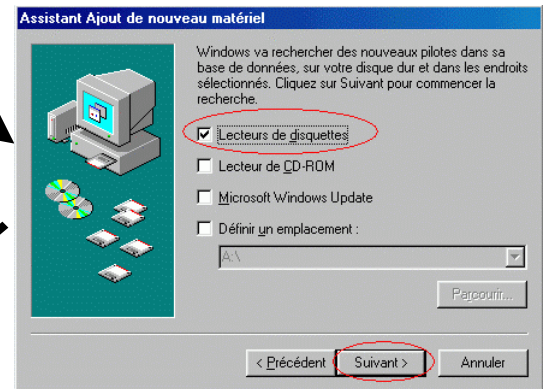 Assistant Ajout de nouveau matériel
Windows va rechercher des nouveaux pilotes dans sa
base de données, sur votre disque dur et dans les endroits
sélectionnés. Cliquez sur Suivant pour commencer la
recherche.
Lecteurs de disquettes
Lecteur de CD-ROM
Microsoft Windows Update
Définir un emplacement :
A:\
Parcourir...
< Précédent
Suivant >
Annuler